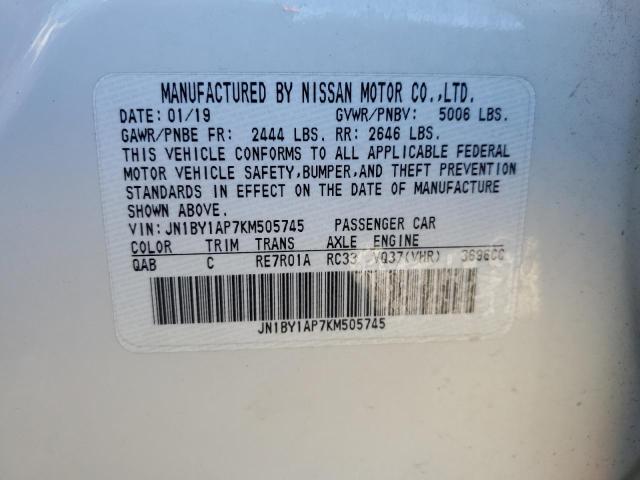 MANUFACTURED BY NISSAN MOTOR CO.,LTD.
DATE: 01/19 GVWR/PNBV: 5006 LBS.
GAWR/PNBE FR: 2444 LBS. RR: 2646 LBS.
THIS VEHICLE CONFORMS TO ALL APPLICABLE FEDERAL
MOTOR VEHICLE SAFETY,BUMPER,AND THEFT PREVENTION
STANDARDS IN EFFECT ON THE DATE OF MANUFACTURE
SHOWN ABOVE.
VIN: JN1BY1AP7KM505745 PASSENGER CAR
COLOR TRIM TRANS AXLE ENGINE
QAB C RE7R01A RC33 VQ37(VHR) 3696CC
JN1BY1AP7KM505745